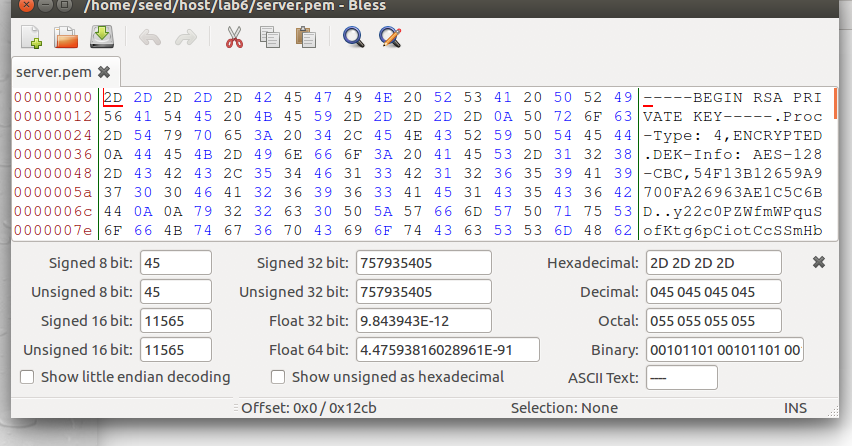 /home/seed/host/lab6/server.pem - Bless
server.pem
00000000 2D 2D 2D 2D 2D 42 45 47 49 4E 20 52 53 41 20 50 52 49 -----BEGIN RSA PRI
00000012 56 41 54 45 20 4B 45 59 2D 2D 2D 2D 2D 0A 50 72 6F 63 VATE KEY-----.Proc
00000024 2D 54 79 70 65 3A 20 34 2C 45 4E 43 52 59 50 54 45 44 -Type: 4,ENCRYPTED
00000036 0A 44 45 4B 2D 49 6E 66 6F 3A 20 41 45 53 2D 31 32 38 .DEK-Info: AES-128
00000048 2D 43 42 43 2C 35 34 46 31 33 42 31 32 36 35 39 41 39 -CBC,54F13B12659A9
0000005a 37 30 30 46 41 32 36 39 36 33 41 45 31 43 35 43 36 42 700FA26963AE1C5C6B
0000006c 44 0A 0A 79 32 32 63 30 50 5A 57 66 6D 57 50 71 75 53 D..y22c0PZWfmWPquS
0000007e 6F 66 4B 74 67 36 70 43 69 6F 74 43 63 53 53 6D 48 62 ofKtg6pCiotCcSSmHb
Signed 8 bit: 45 Signed 32 bit: 757935405 Hexadecimal: 2D 2D 2D 2D
Unsigned 8 bit: 45 Unsigned 32 bit: 757935405 Decimal: 045 045 045 045
Signed 16 bit: 11565 Float 32 bit: 9.843943E-12 Octal: 055 055 055 055
Unsigned 16 bit: 11565 Float 64 bit: 4.47593816028961E-91 Binary: 00101101 00101101 00
Show little endian decoding Show unsigned as hexadecimal ASCII Text: ----
Offset: 0x0 / 0x12cb Selection: None INS